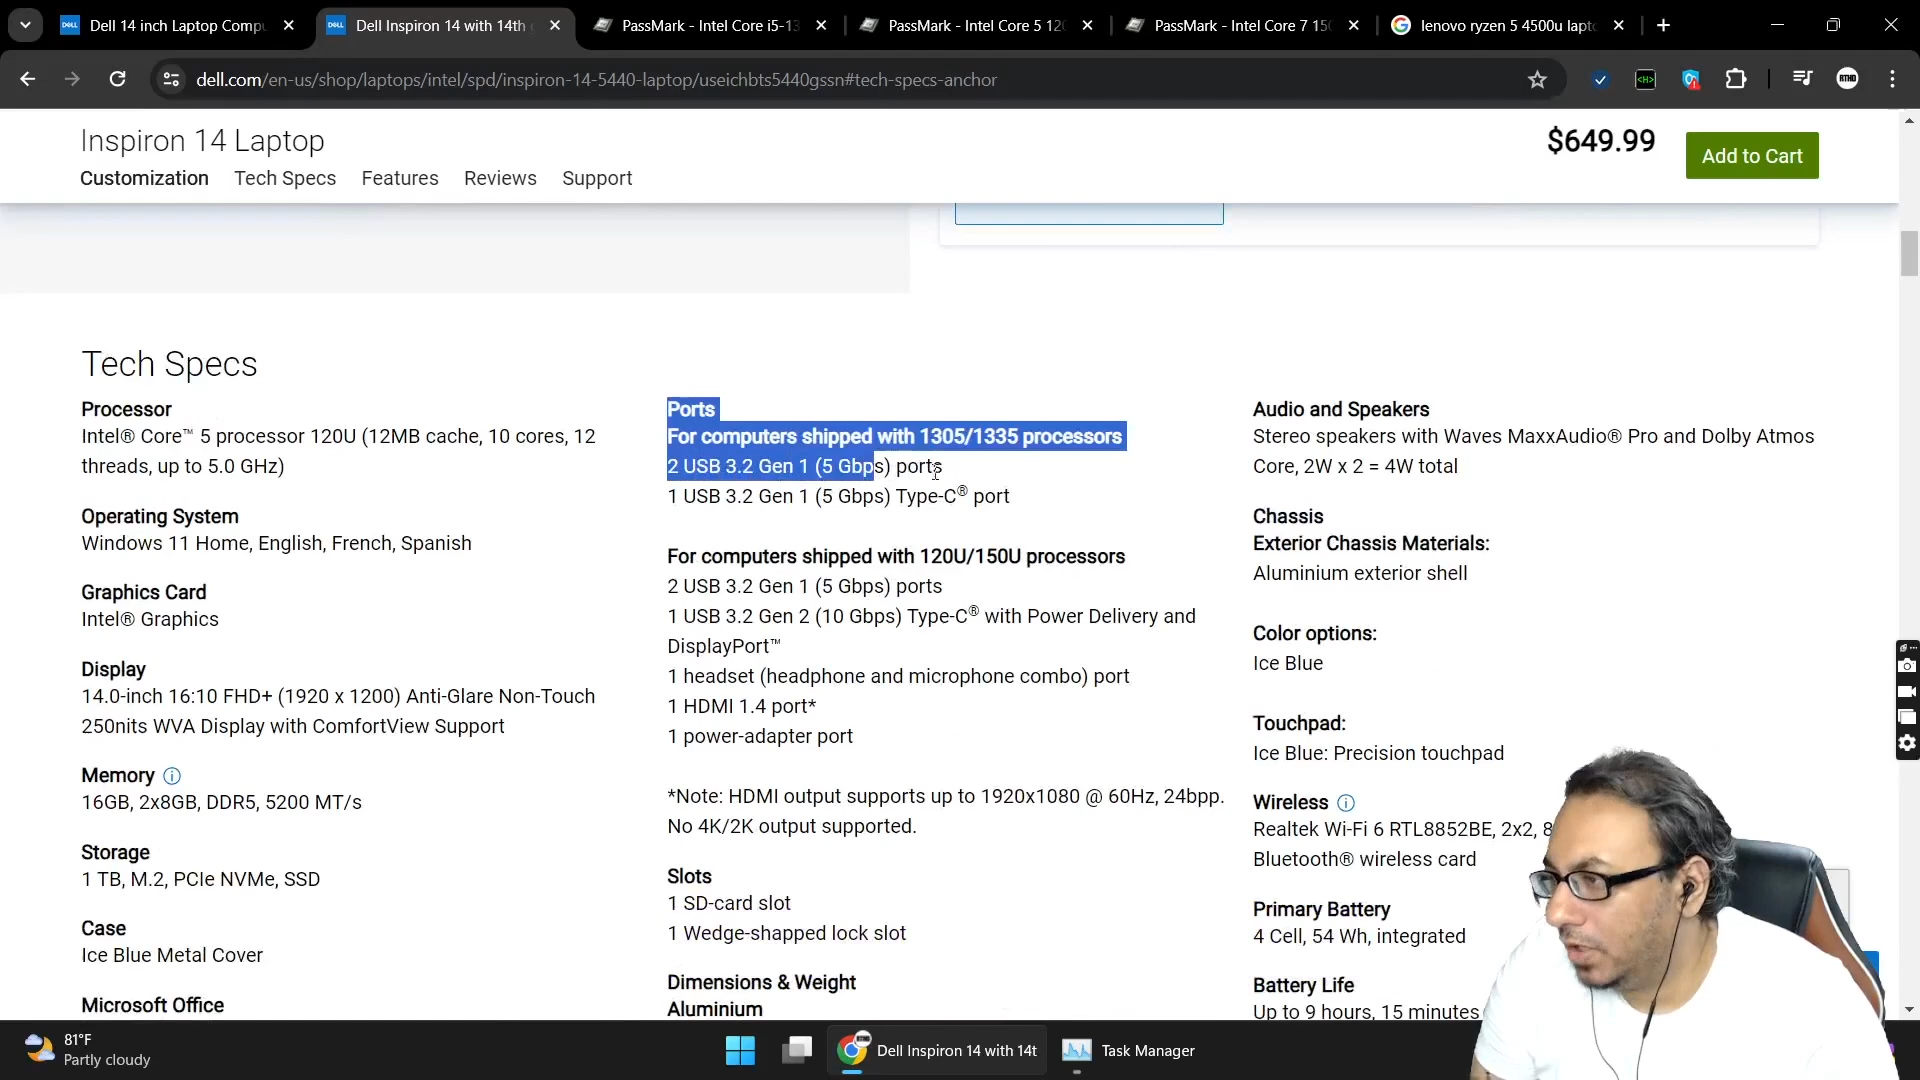 Dell 14 inch Laptop Compu
Dell Inspiron 14 with 14th
PassMark - Intel Core i5-13
PassMark - Intel Core 5 120
PassMark - Intel Core 7 150
lenovo ryzen 5 4500u lapto
dell.com/en-us/shop/laptops/intel/spd/inspiron-14-5440-laptop/useichbts5440gssn#tech-specs-anchor
Inspiron 14 Laptop
$649.99
Add to Cart
Customization
Tech Specs
Features
Reviews
Support
Tech Specs
Processor
Intel® Core™ 5 processor 120U (12MB cache, 10 cores, 12
threads, up to 5.0 GHz)
Operating System
Windows 11 Home, English, French, Spanish
Graphics Card
Intel® Graphics
Display
14.0-inch 16:10 FHD+ (1920 x 1200) Anti-Glare Non-Touch
250nits WVA Display with ComfortView Support
Memory
16GB, 2x8GB, DDR5, 5200 MT/s
Storage
1 TB, M.2, PCIe NVMe, SSD
Case
Ice Blue Metal Cover
Microsoft Office
Ports
For computers shipped with 1305/1335 processors
2 USB 3.2 Gen 1 (5 Gbps) ports
1 USB 3.2 Gen 1 (5 Gbps) Type-C® port
For computers shipped with 120U/150U processors
2 USB 3.2 Gen 1 (5 Gbps) ports
1 USB 3.2 Gen 2 (10 Gbps) Type-C® with Power Delivery and
DisplayPort™
1 headset (headphone and microphone combo) port
1 HDMI 1.4 port*
1 power-adapter port
*Note: HDMI output supports up to 1920x1080 @ 60Hz, 24bpp.
No 4K/2K output supported.
Slots
1 SD-card slot
1 Wedge-shapped lock slot
Dimensions & Weight
Aluminium
Audio and Speakers
Stereo speakers with Waves MaxxAudio® Pro and Dolby Atmos
Core, 2W x 2 = 4W total
Chassis
Exterior Chassis Materials:
Aluminium exterior shell
Color options:
Ice Blue
Touchpad:
Ice Blue: Precision touchpad
Wireless
Realtek Wi-Fi 6 RTL8852BE, 2x2, 8
Bluetooth® wireless card
Primary Battery
4 Cell, 54 Wh, integrated
Battery Life
Up to 9 hours, 15 minutes
81°F
Partly cloudy
Dell Inspiron 14 with 14t
Task Manager